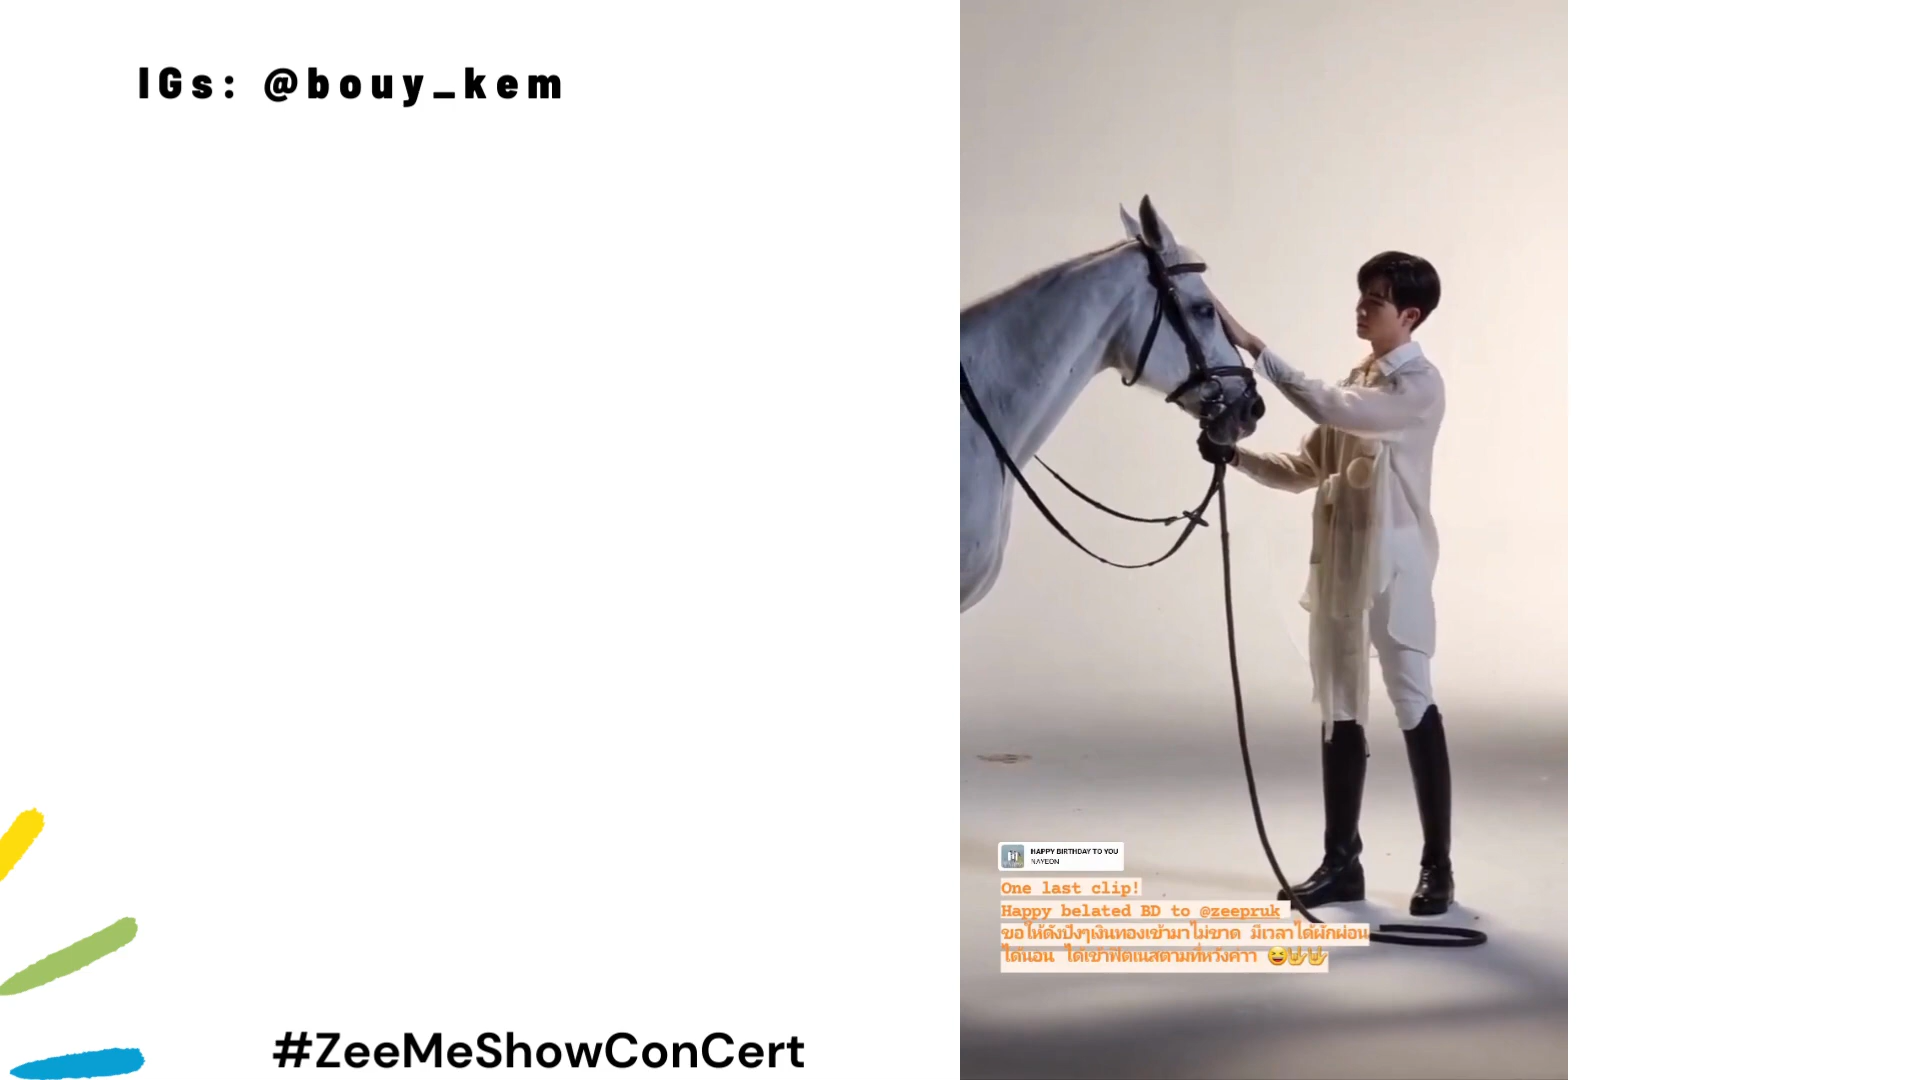 IGs: @bouy_kem
HAPPY BIRTHDAY TO YOU
NAYEON
One last clip!
Happy belated BD to @zeepruk
ขอให้ดังปังๆเงินทองเข้ามาไม่ขาด มีเวลาได้ผักผ่อน
ได้นอน ได้เข้าฟิตเนสตามที่หวังค่าา 😆🤟🤟
#ZeeMeShowConCert